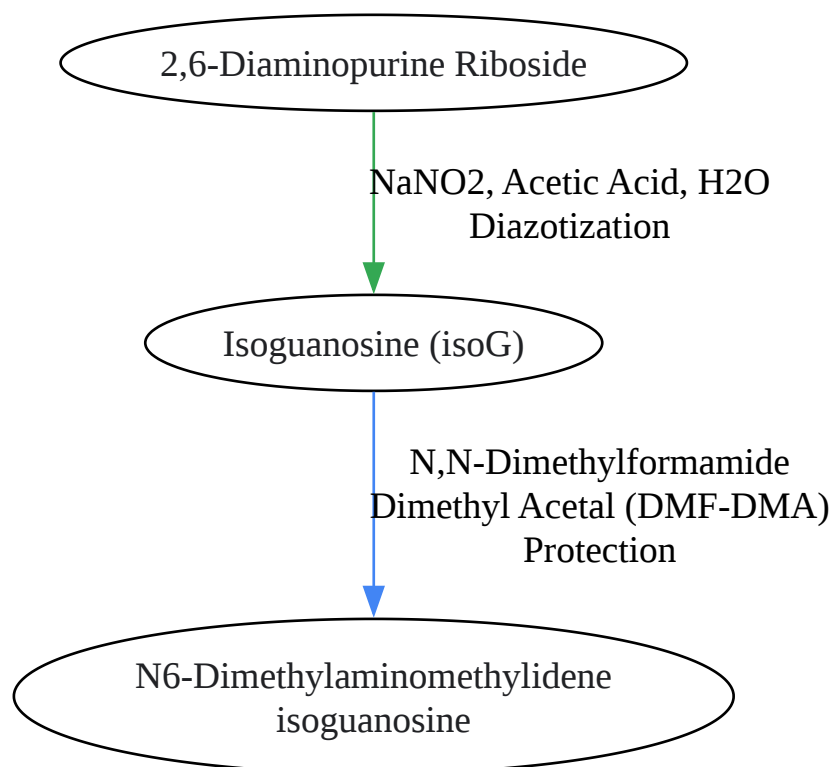 2,6-Diaminopurine Riboside
NaNO2, Acetic Acid, H2O
Diazotization
Isoguanosine (isoG)
N,N-Dimethylformamide
Dimethyl Acetal (DMF-DMA)
Protection
N6-Dimethylaminomethylidene
isoguanosine